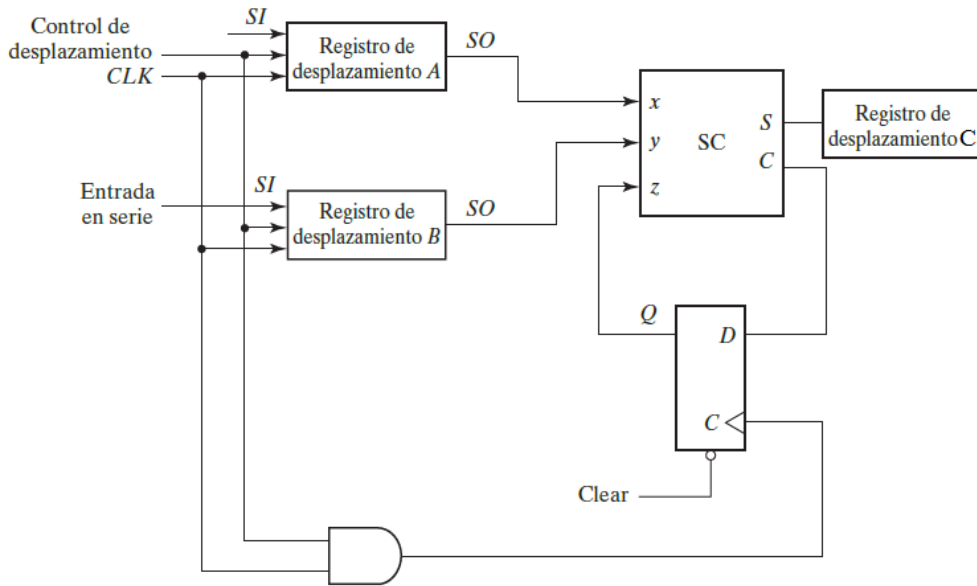 SI
Control de
desplazamiento
CLK
Registro de
desplazamiento A
SO
x
y
z
SC
S
C
Registro de
desplazamiento C
Entrada
en serie
SI
Registro de
desplazamiento B
SO
Q
D
C
Clear